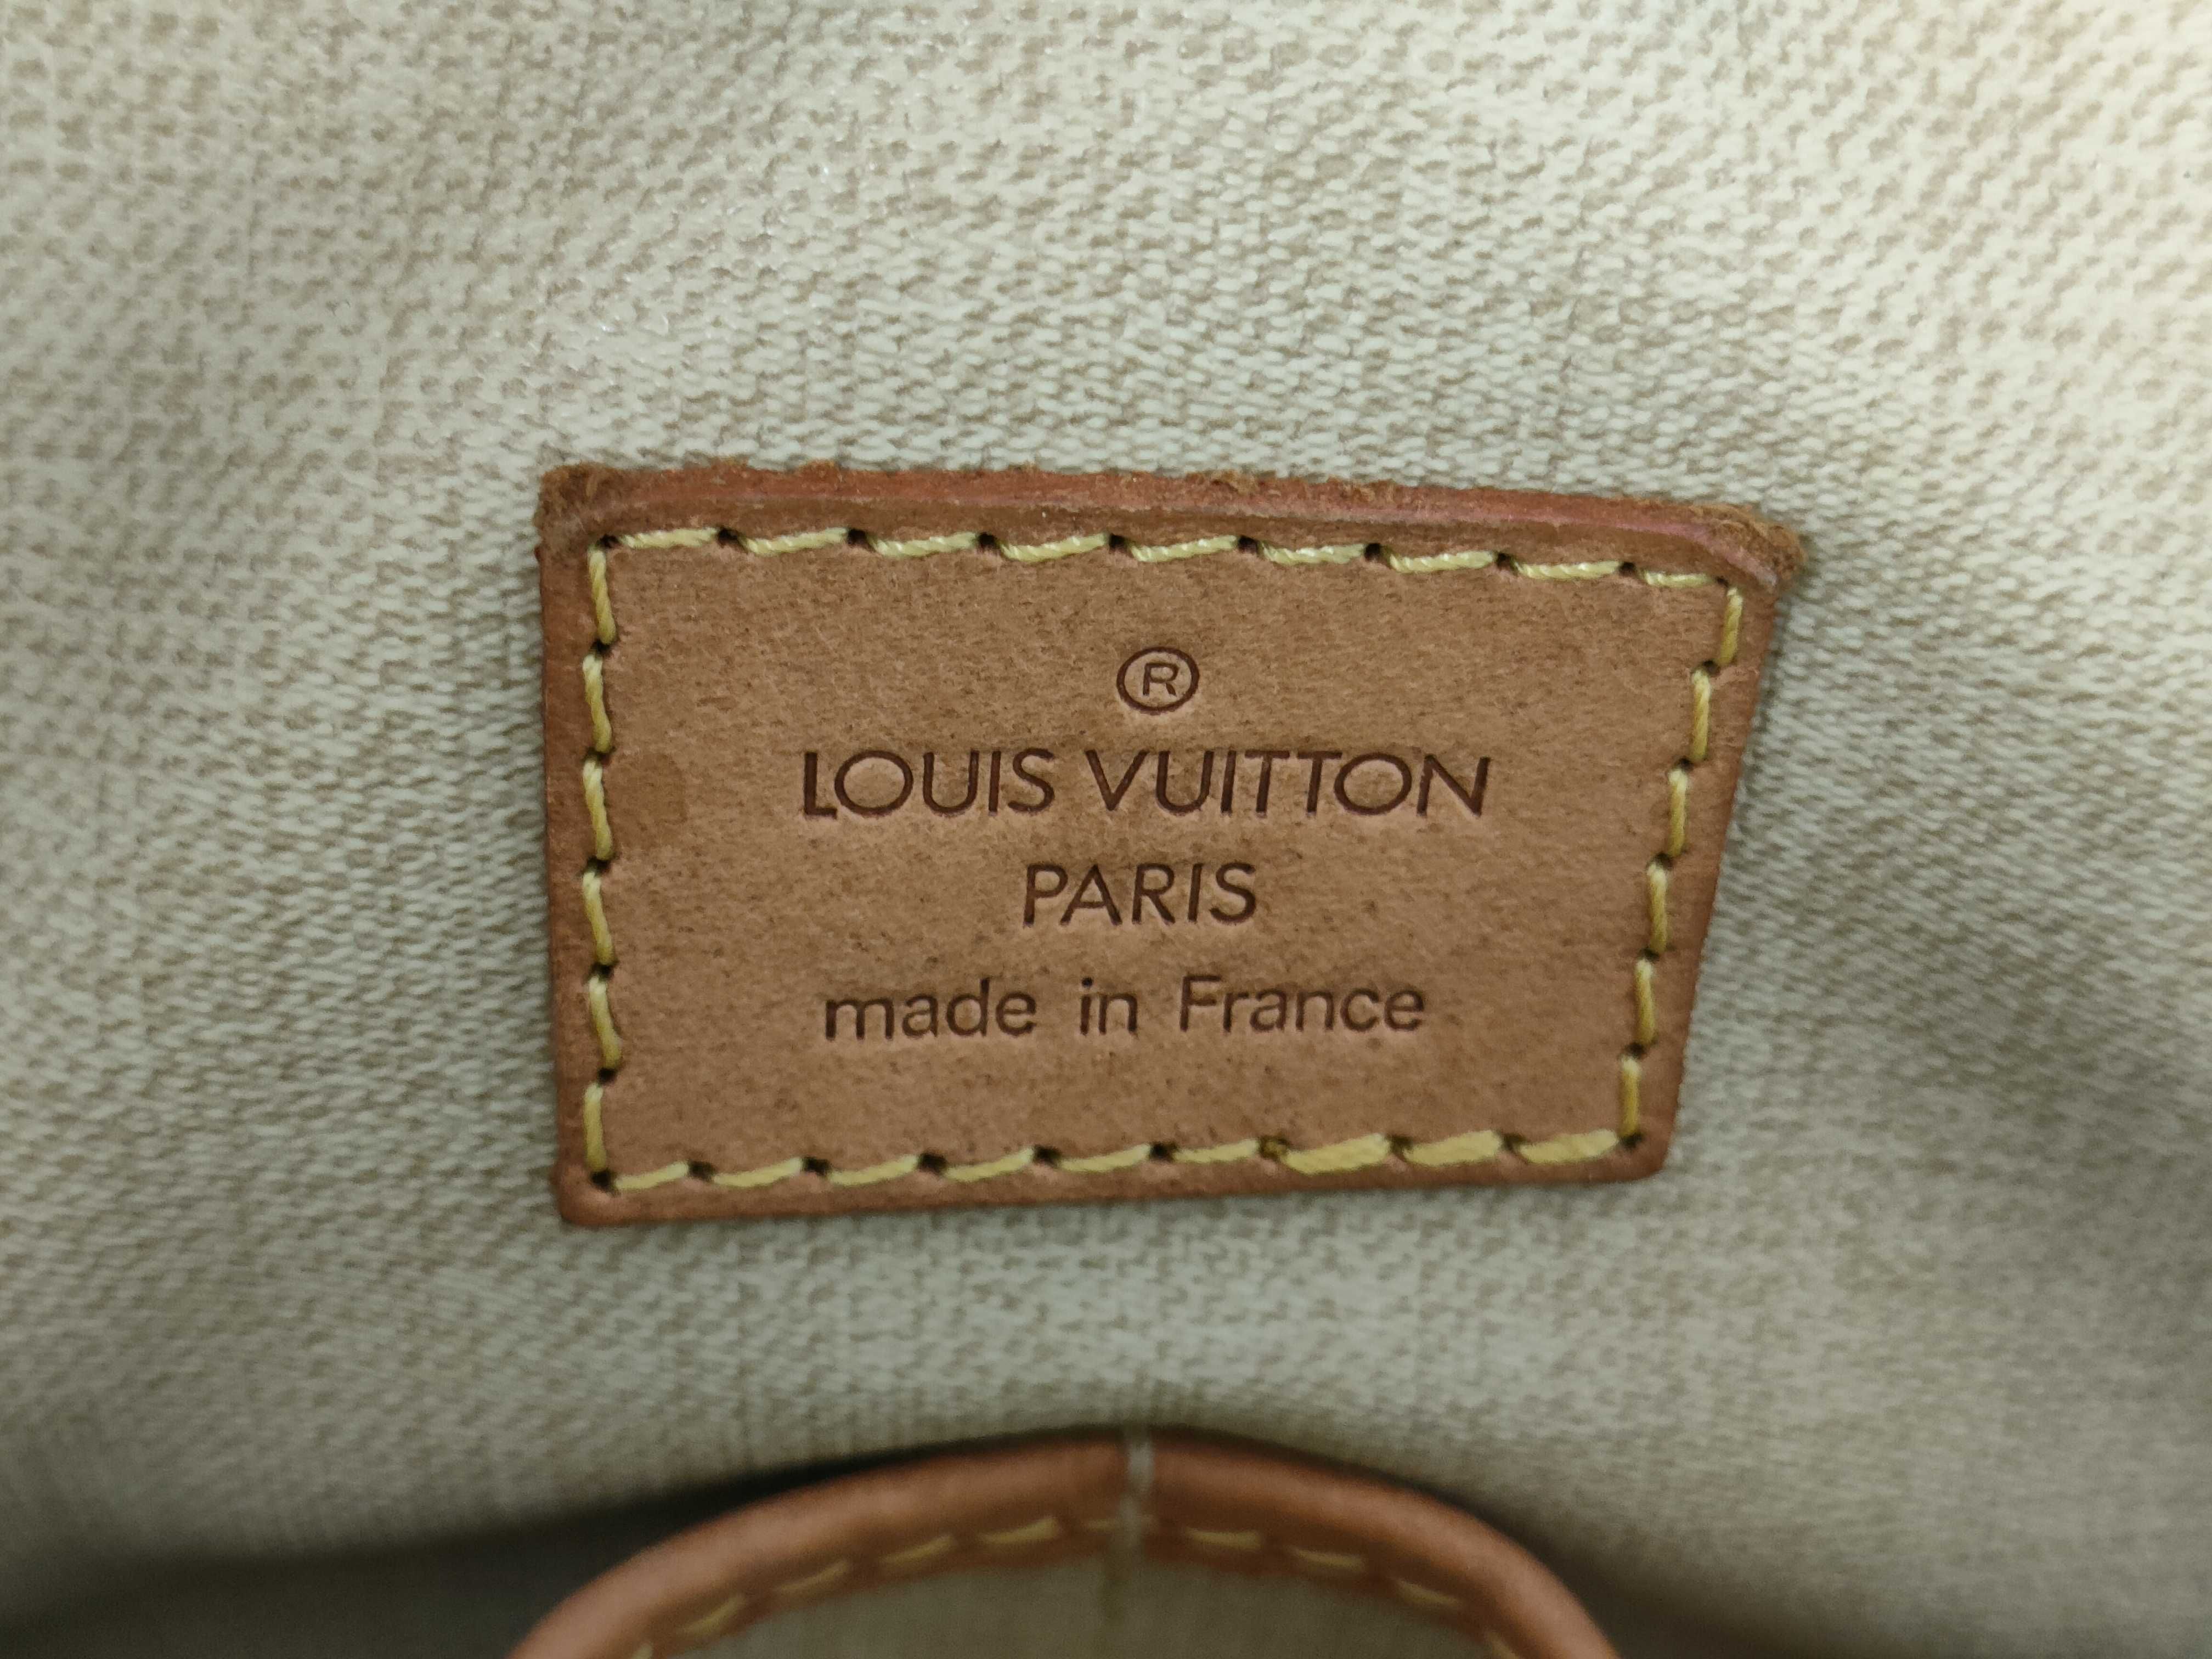 ®
LOUIS VUITTON
PARIS
made in France